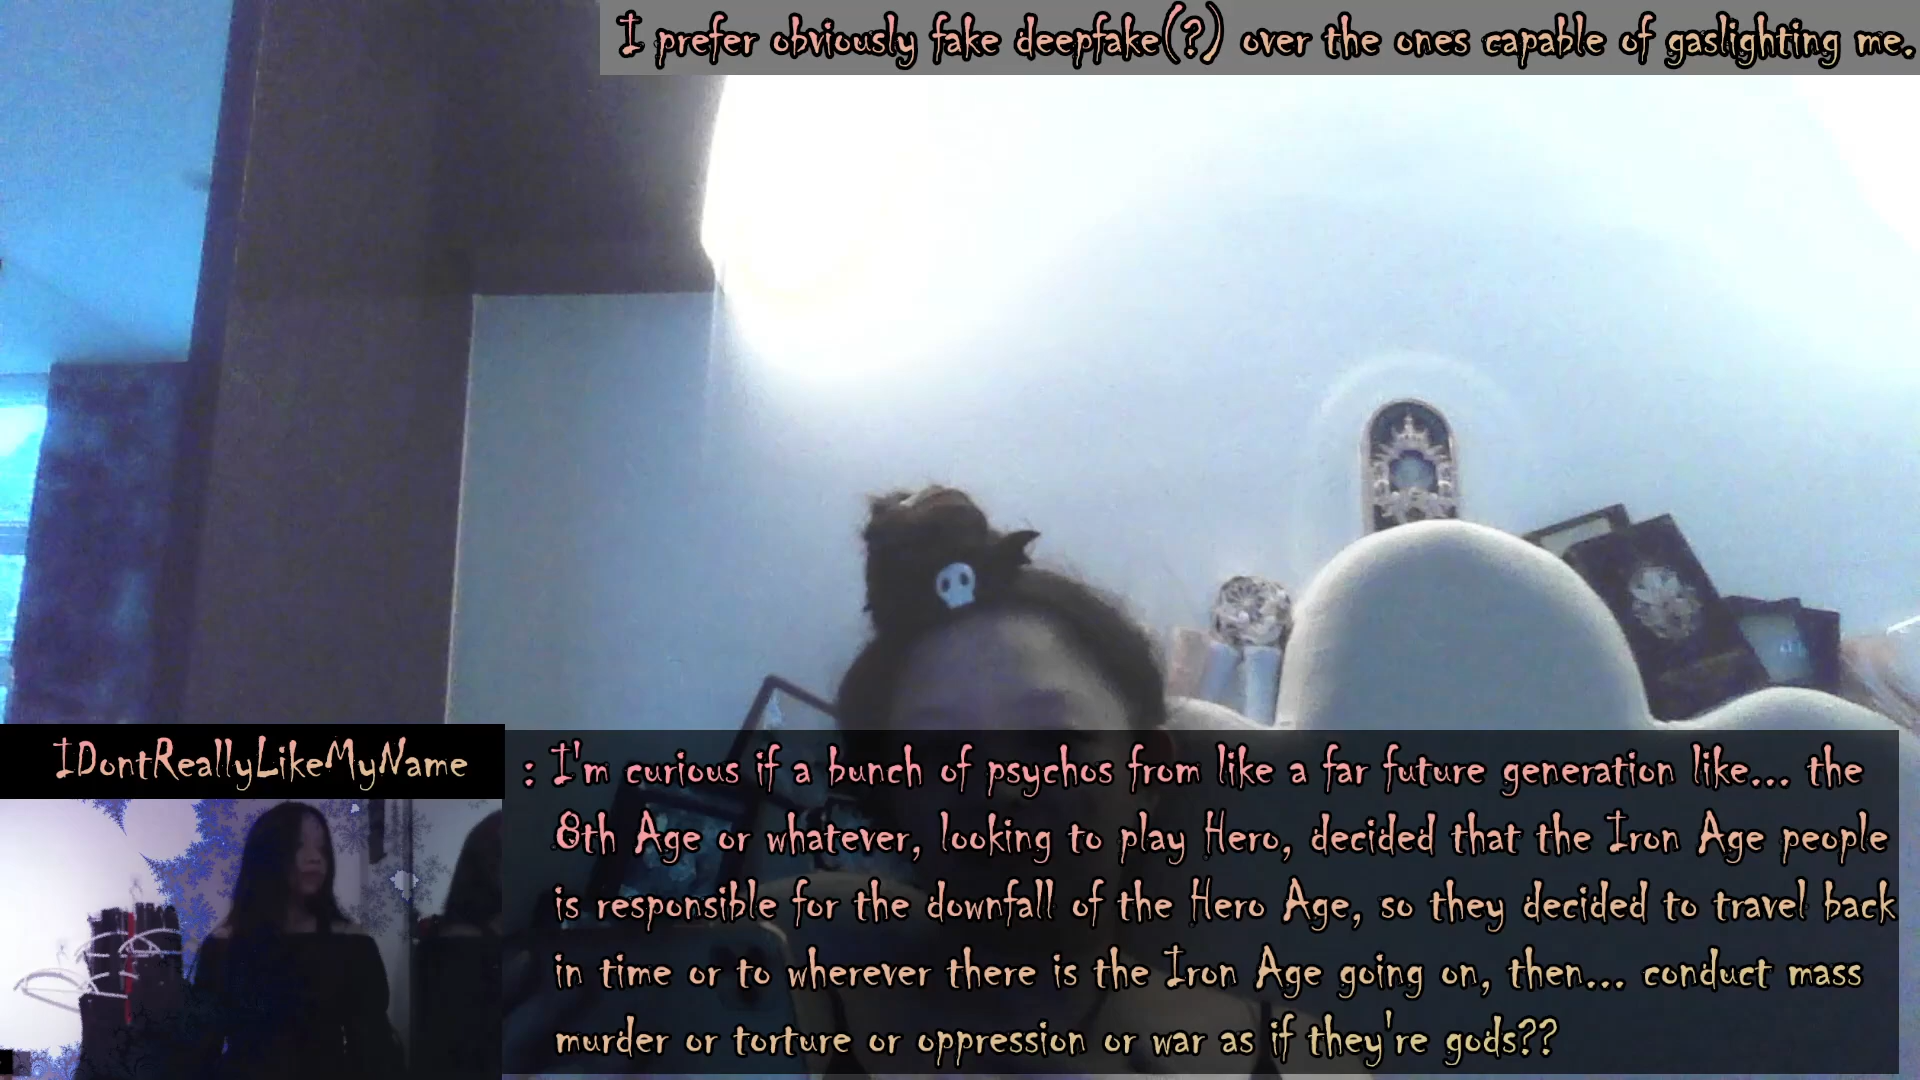 I prefer obviously fake deepfake(?) over the ones capable of gaslighting me.
IDontReallyLikeMyName
: I'm curious if a bunch of psychos from like a far future generation like... the
8th Age or whatever, looking to play Hero, decided that the Iron Age people
is responsible for the downfall of the Hero Age, so they decided to travel back
in time or to wherever there is the Iron Age going on, then... conduct mass
murder or torture or oppression or war as if they're gods??